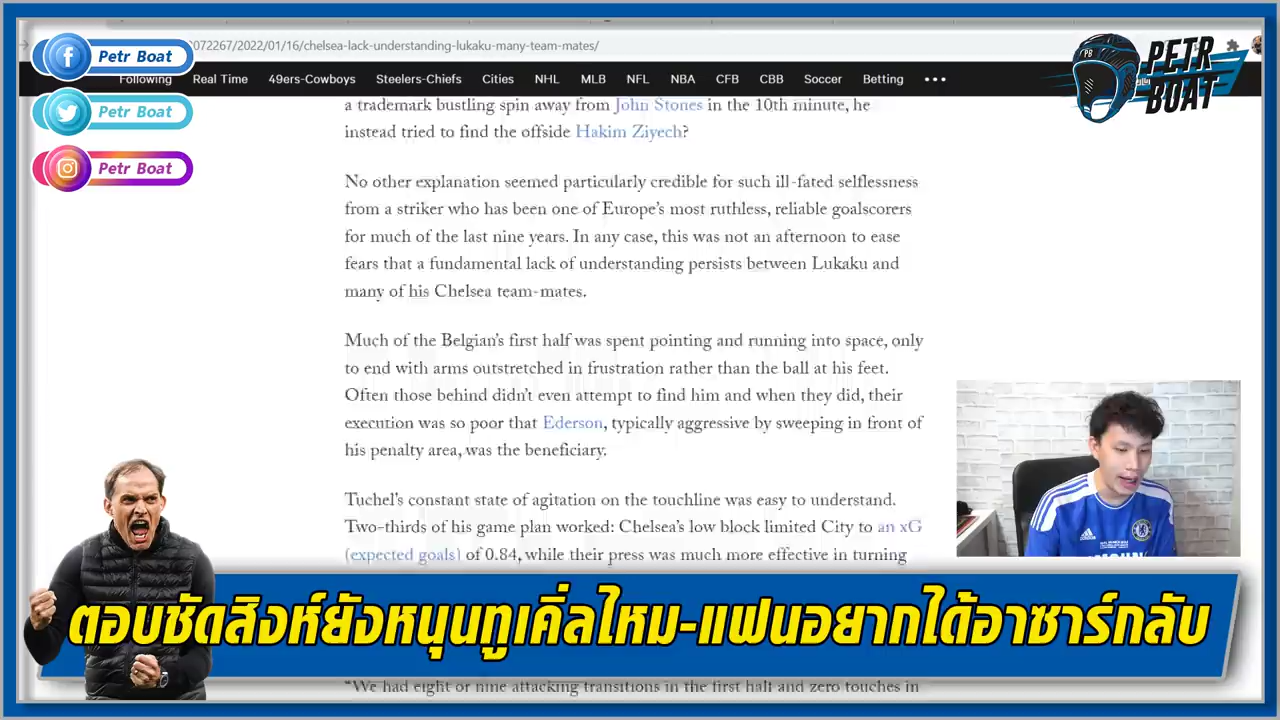 072267/2022/01/16/chelsea-lack-understanding-lukaku-many-team-mates/
Petr Boat
Petr Boat
Petr Boat
PB
PETR
BOAT
Following Real Time 49ers-Cowboys Steelers-Chiefs Cities NHL MLB NFL NBA CFB CBB Soccer Betting •••
a trademark bustling spin away from John Stones in the 10th minute, he
instead tried to find the offside Hakim Ziyech?
No other explanation seemed particularly credible for such ill-fated selflessness
from a striker who has been one of Europe's most ruthless, reliable goalscorers
for much of the last nine years. In any case, this was not an afternoon to ease
fears that a fundamental lack of understanding persists between Lukaku and
many of his Chelsea team-mates.
Much of the Belgian's first half was spent pointing and running into space, only
to end with arms outstretched in frustration rather than the ball at his feet.
Often those behind didn't even attempt to find him and when they did, their
execution was so poor that Ederson, typically aggressive by sweeping in front of
his penalty area, was the beneficiary.
Tuchel's constant state of agitation on the touchline was easy to understand.
Two-thirds of his game plan worked: Chelsea's low block limited City to an xG
(expected goals) of 0.84, while their press was much more effective in turning
ตอบชัดสิงห์ยังหนุนทูเคิ่ลไหม-แฟนอยากได้อาซาร์กลับ
"We had eight or nine attacking transitions in the first half and zero touches in